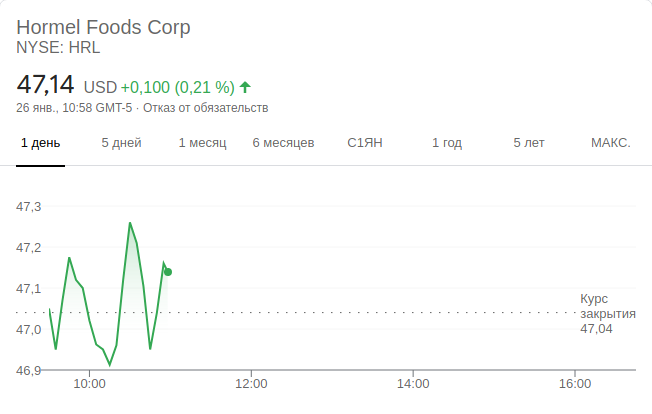 Hormel Foods Corp
NYSE: HRL
47,14 USD +0,100 (0,21 %)
26 янв., 10:58 GMT-5 · Отказ от обязательств
1 день 5 дней 1 месяц 6 месяцев С1ЯН 1 год 5 лет МАКС.
47,3
47,2
47,1
47,0
46,9
Курс
закрытия
47,04
10:00 12:00 14:00 16:00